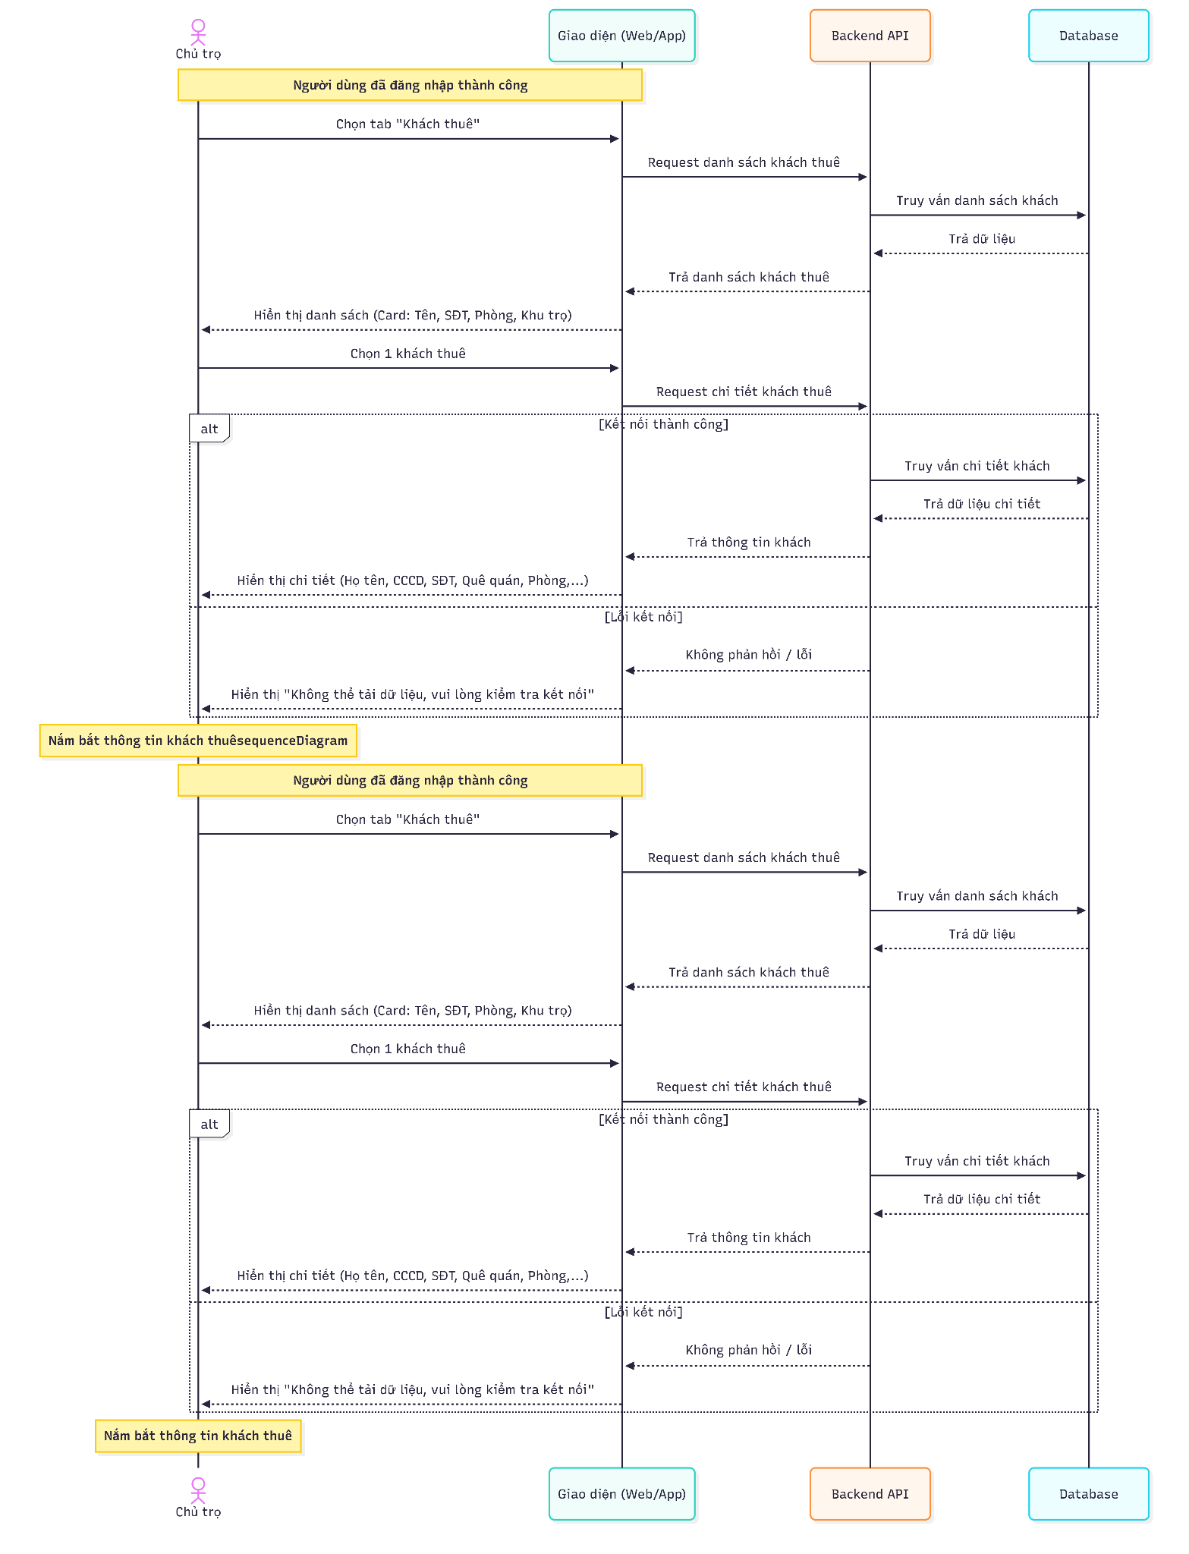 Chủ trọ
Giao diện (Web/App)
Backend API
Database
Người dùng đã đăng nhập thành công
Chọn tab "Khách thuê"
Request danh sách khách thuê
Truy vấn danh sách khách
Trả dữ liệu
Trả danh sách khách thuê
Hiển thị danh sách (Card: Tên, SĐT, Phòng, Khu trọ)
Chọn 1 khách thuê
Request chi tiết khách thuê
alt
[Kết nối thành công]
Truy vấn chi tiết khách
Trả dữ liệu chi tiết
Trả thông tin khách
Hiển thị chi tiết (Họ tên, CCCD, SĐT, Quê quán, Phòng,...)
[Lỗi kết nối]
Không phản hồi / lỗi
Hiển thị "Không thể tải dữ liệu, vui lòng kiểm tra kết nối"
Nắm bắt thông tin khách thuêsequenceDiagram
Người dùng đã đăng nhập thành công
Chọn tab "Khách thuê"
Request danh sách khách thuê
Truy vấn danh sách khách
Trả dữ liệu
Trả danh sách khách thuê
Hiển thị danh sách (Card: Tên, SĐT, Phòng, Khu trọ)
Chọn 1 khách thuê
Request chi tiết khách thuê
alt
[Kết nối thành công]
Truy vấn chi tiết khách
Trả dữ liệu chi tiết
Trả thông tin khách
Hiển thị chi tiết (Họ tên, CCCD, SĐT, Quê quán, Phòng,...)
[Lỗi kết nối]
Không phản hồi / lỗi
Hiển thị "Không thể tải dữ liệu, vui lòng kiểm tra kết nối"
Nắm bắt thông tin khách thuê
Chủ trọ
Giao diện (Web/App)
Backend API
Database